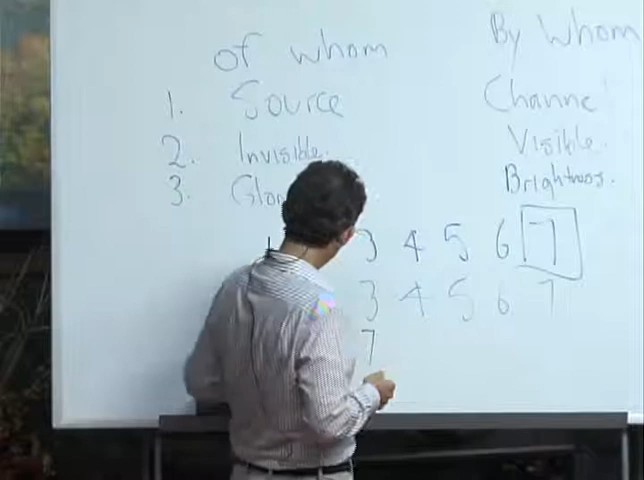 of whom By Whom
1. Source Channel
2. Invisible. Visible.
3. Brightness.
3 4 5 6 7
3 4 5 6 7
7